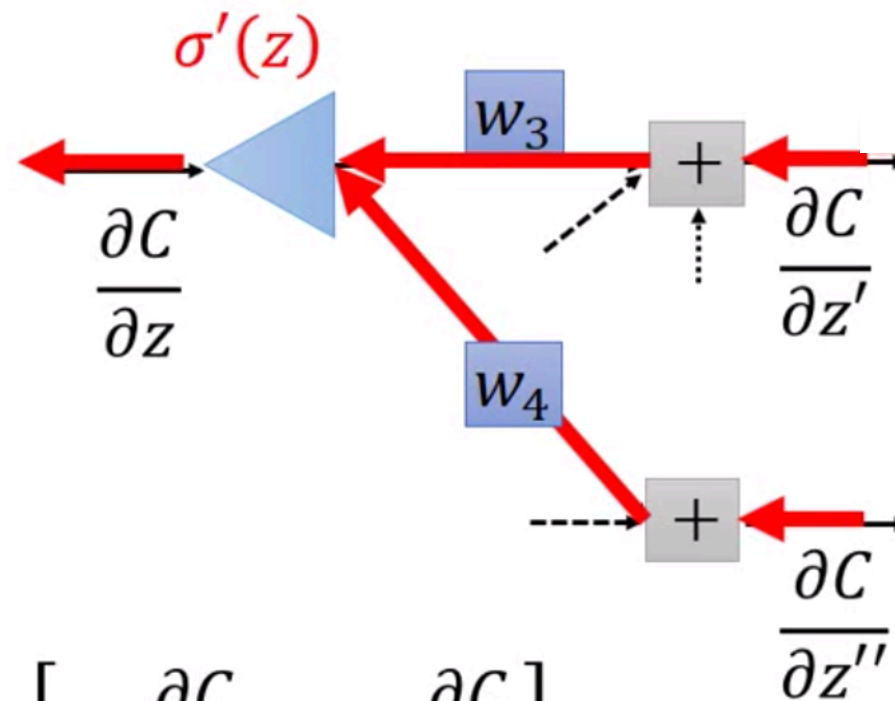 σ′(z)
w₃
+
∂C
∂z
∂C
∂z′
w₄
+
∂C
∂z′′
[ ∂C ∂C ]